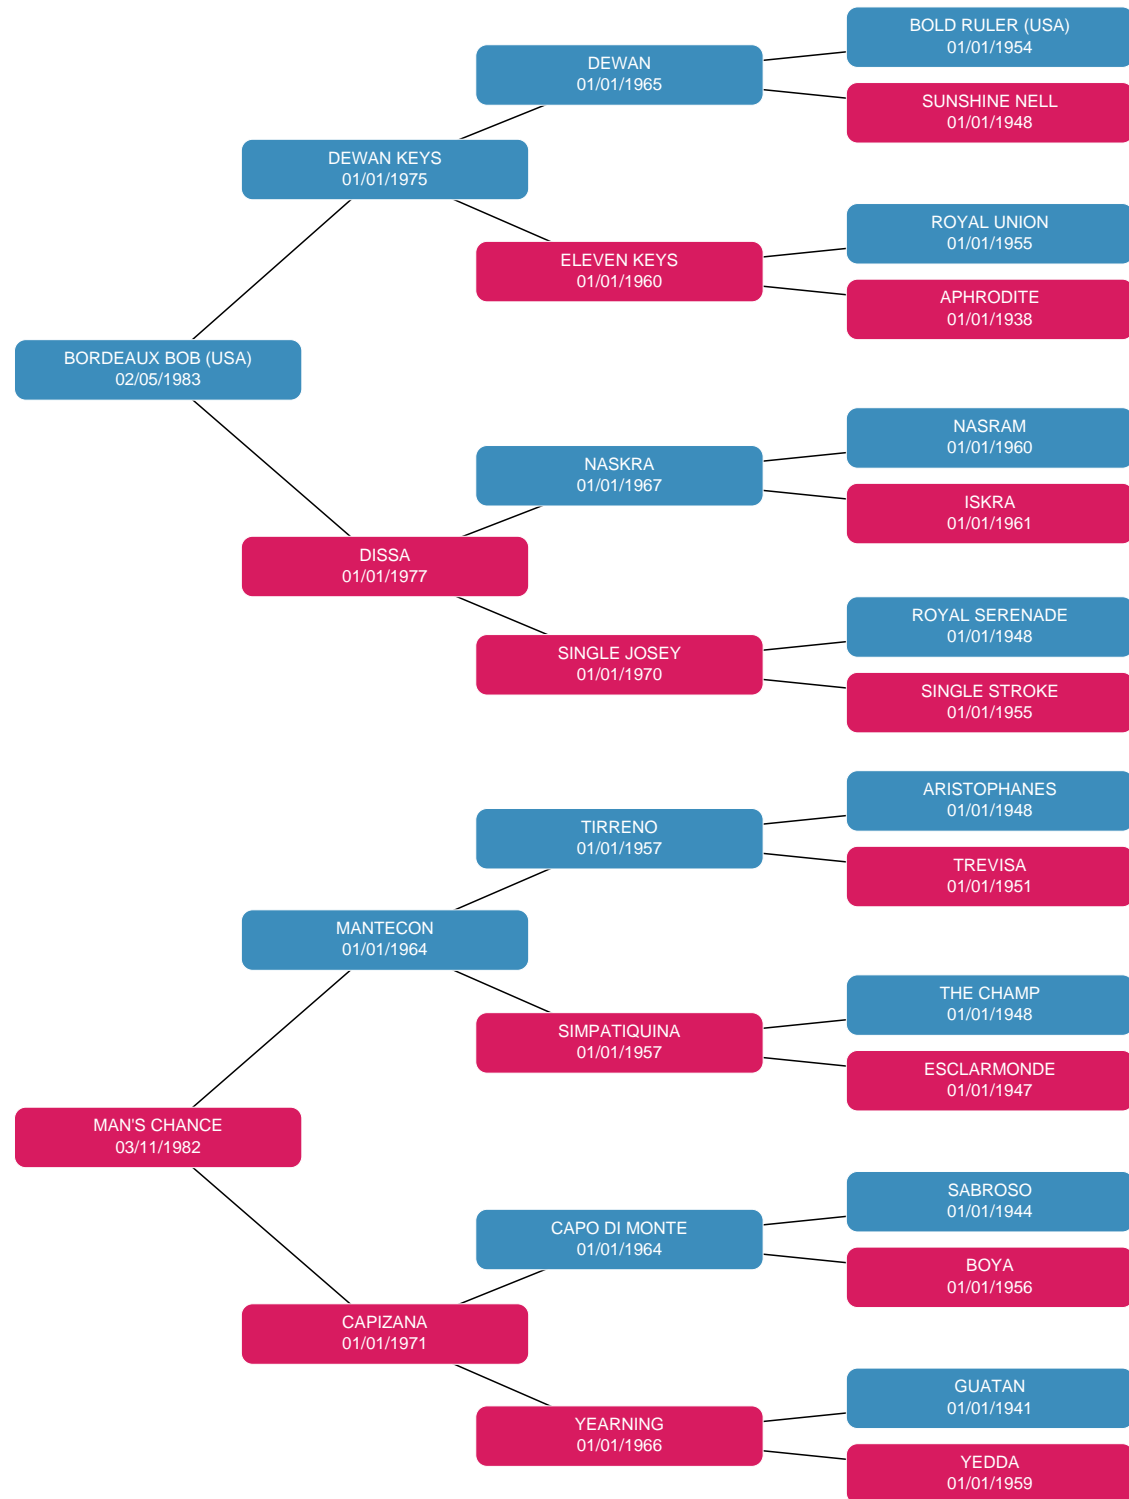 BOLD RULER (USA)
01/01/1954
DEWAN
01/01/1965
SUNSHINE NELL
01/01/1948
DEWAN KEYS
01/01/1975
ROYAL UNION
01/01/1955
ELEVEN KEYS
01/01/1960
APHRODITE
01/01/1938
BORDEAUX BOB (USA)
02/05/1983
NASRAM
01/01/1960
NASKRA
01/01/1967
ISKRA
01/01/1961
DISSA
01/01/1977
ROYAL SERENADE
01/01/1948
SINGLE JOSEY
01/01/1970
SINGLE STROKE
01/01/1955
ARISTOPHANES
01/01/1948
TIRRENO
01/01/1957
TREVISA
01/01/1951
MANTECON
01/01/1964
THE CHAMP
01/01/1948
SIMPATIQUINA
01/01/1957
ESCLARMONDE
01/01/1947
MAN'S CHANCE
03/11/1982
SABROSO
01/01/1944
CAPO DI MONTE
01/01/1964
BOYA
01/01/1956
CAPIZANA
01/01/1971
GUATAN
01/01/1941
YEARNING
01/01/1966
YEDDA
01/01/1959